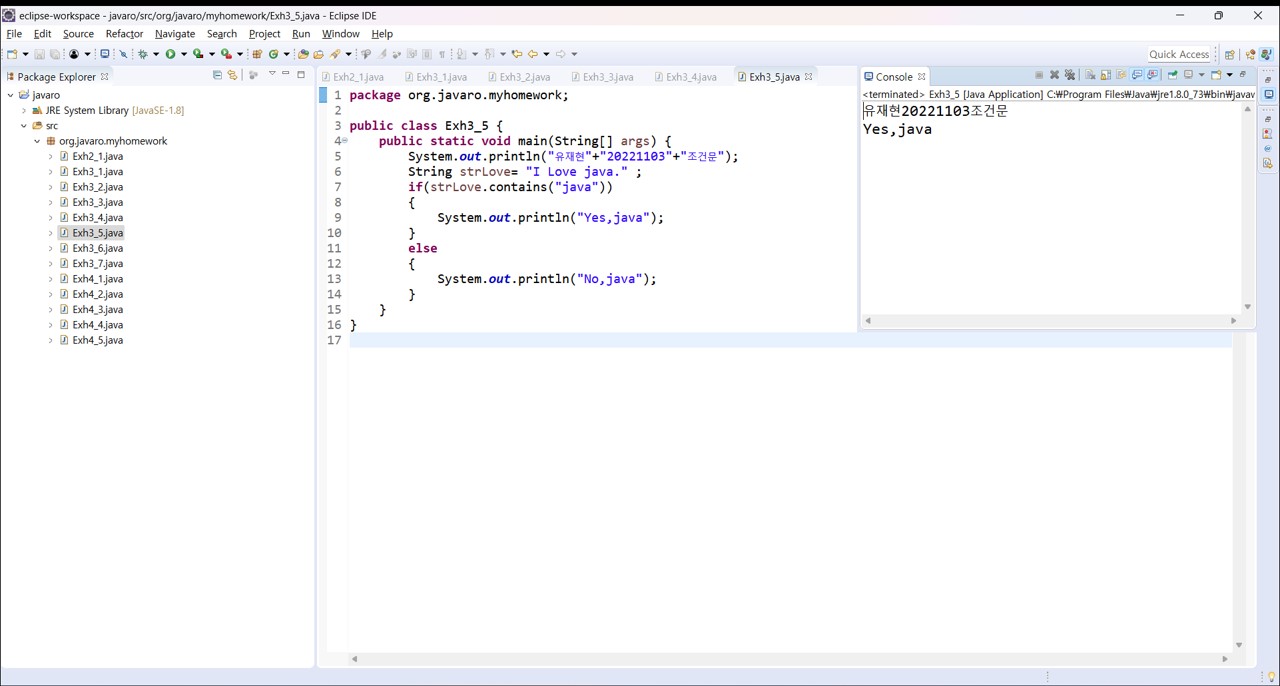 eclipse-workspace - javaro/src/org/javaro/myhomework/Exh3_5.java - Eclipse IDE
File Edit Source Refactor Navigate Search Project Run Window Help
Quick Access
Package Explorer
javaro
JRE System Library [JavaSE-1.8]
src
org.javaro.myhomework
Exh2_1.java
Exh3_1.java
Exh3_2.java
Exh3_3.java
Exh3_4.java
Exh3_5.java
Exh3_6.java
Exh3_7.java
Exh4_1.java
Exh4_2.java
Exh4_3.java
Exh4_4.java
Exh4_5.java
Exh2_1.java Exh3_1.java Exh3_2.java Exh3_3.java Exh3_4.java Exh3_5.java
1 package org.javaro.myhomework;
2
3 public class Exh3_5 {
4 public static void main(String[] args) {
5 System.out.println("유재현"+"20221103"+"조건문");
6 String strLove= "I Love java." ;
7 if(strLove.contains("java"))
8 {
9 System.out.println("Yes,java");
10 }
11 else
12 {
13 System.out.println("No,java");
14 }
15 }
16 }
17
Console
<terminated> Exh3_5 [Java Application] C:₩Program Files₩Java₩jre1.8.0_73₩bin₩javaw
유재현20221103조건문
Yes,java